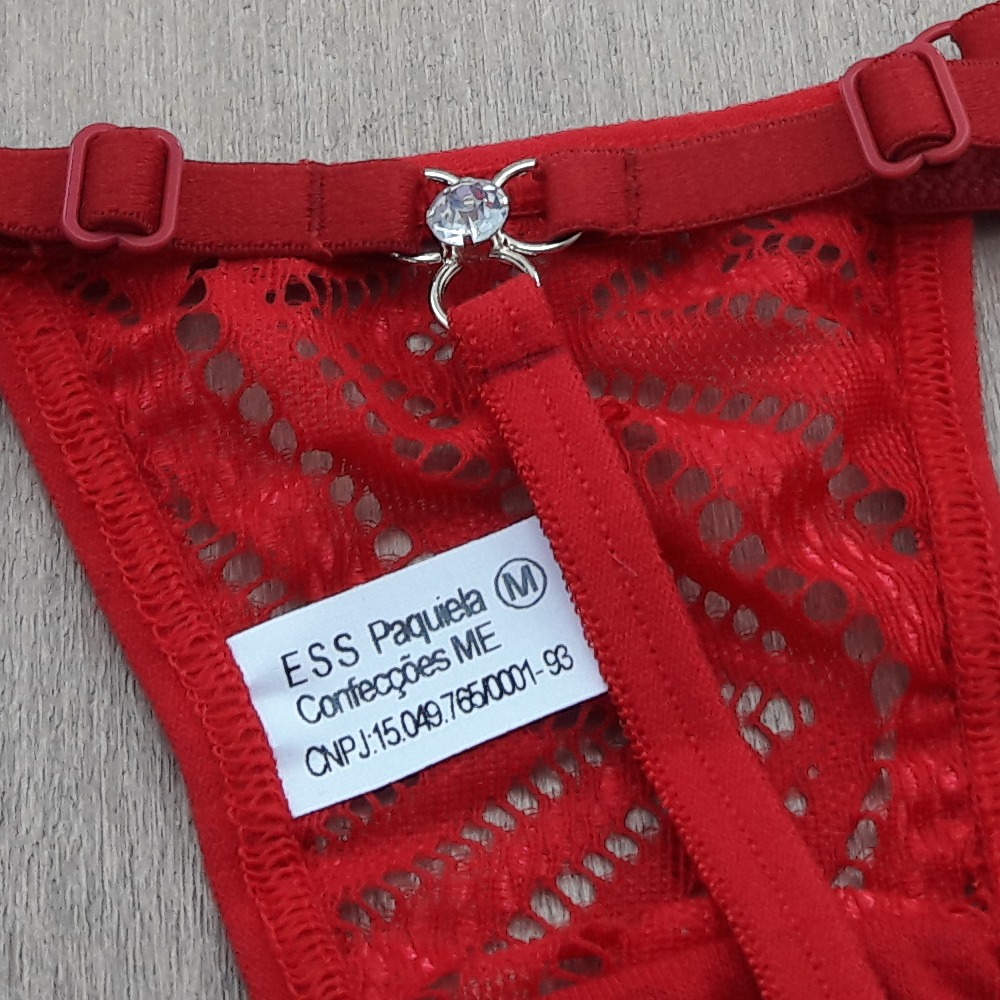 ESS Paquiela M
Confecções ME
CNPJ:15.049.765/0001-93